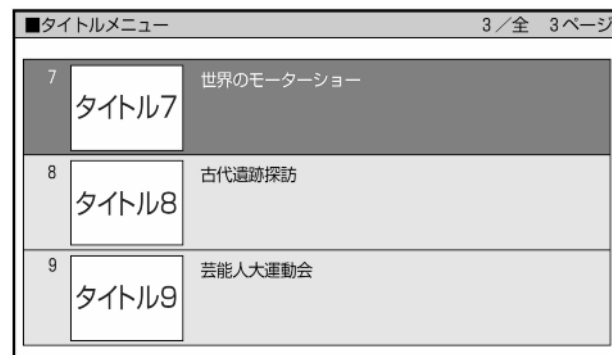 ■タイトルメニュー 3／全 3ページ
7 タイトル7 世界のモーターショー
8 タイトル8 古代遺跡探訪
9 タイトル9 芸能人大運動会